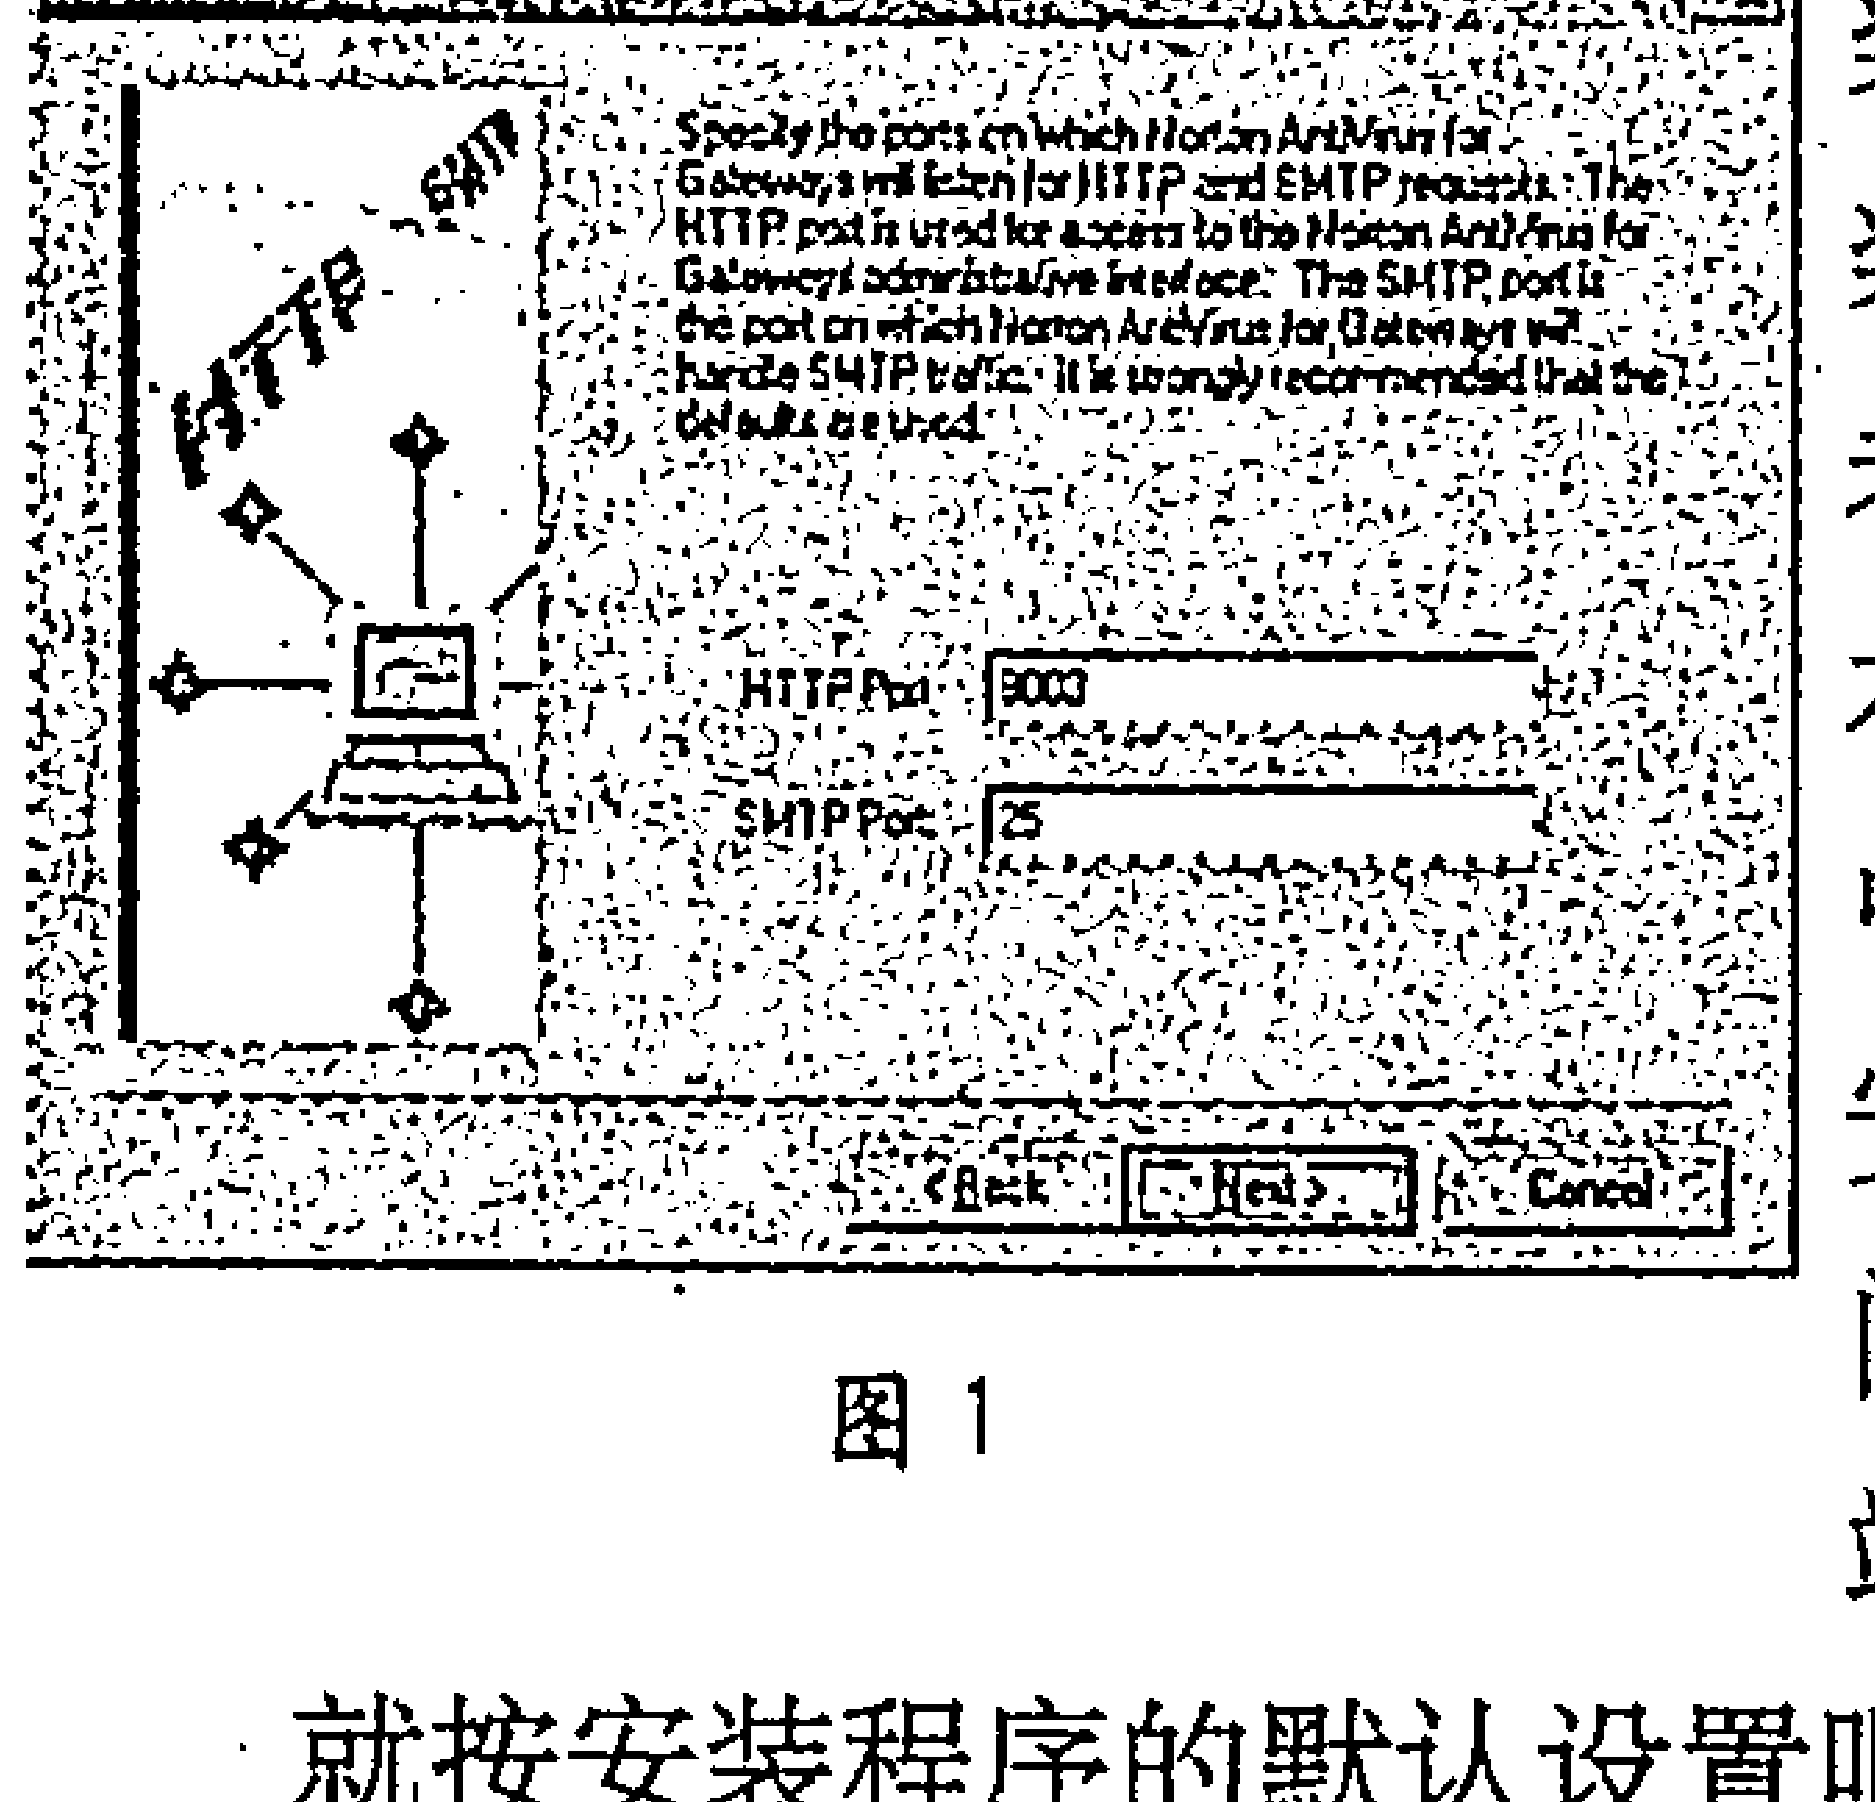 SMTP
HTTP
Specify the ports on which Norton AntiVirus for
Gateways will listen for HTTP and SMTP requests. The
HTTP port is used for access to the Norton AntiVirus for
Gateways administrative interface. The SMTP port is
the port on which Norton AntiVirus for Gateways will
handle SMTP traffic. It is strongly recommended that the
defaults are used.
HTTP Port
SMTP Port
25
< Back
Next >
Cancel
图 1
就按安装程序的默认设置